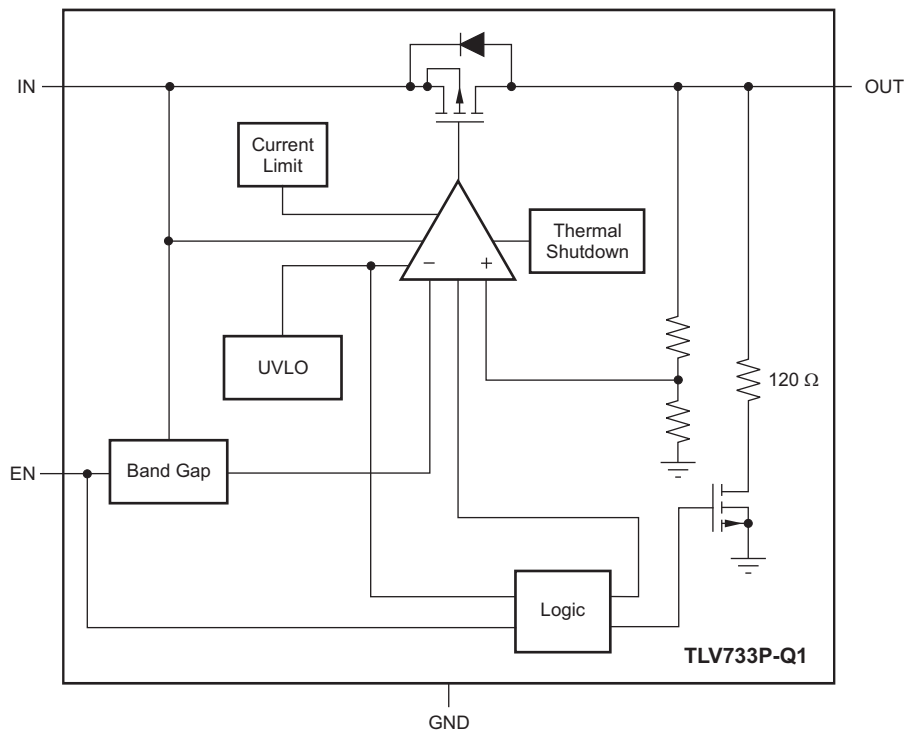 IN
OUT
Current
Limit
Thermal
Shutdown
−
+
UVLO
120 Ω
EN
Band Gap
Logic
TLV733P-Q1
GND